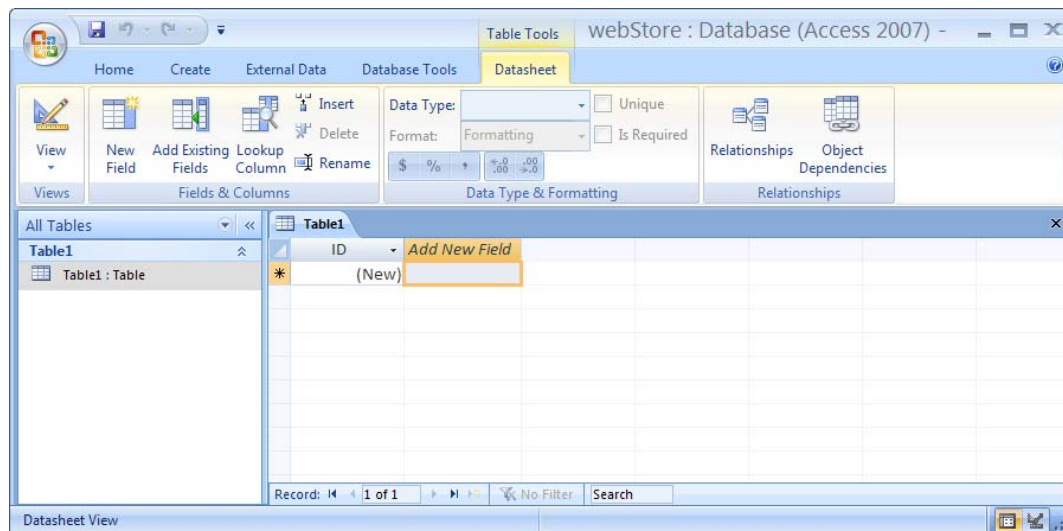 Table Tools webStore : Database (Access 2007) -
Home Create External Data Database Tools Datasheet
View
New Field
Add Existing Fields
Lookup Column
Insert
Delete
Rename
Data Type:
Format: Formatting
$ % ,
Unique
Is Required
Relationships
Object Dependencies
Views Fields & Columns Data Type & Formatting Relationships
All Tables
Table1
Table1 : Table
Table1
ID Add New Field
(New)
Record: 1 of 1 No Filter Search
Datasheet View